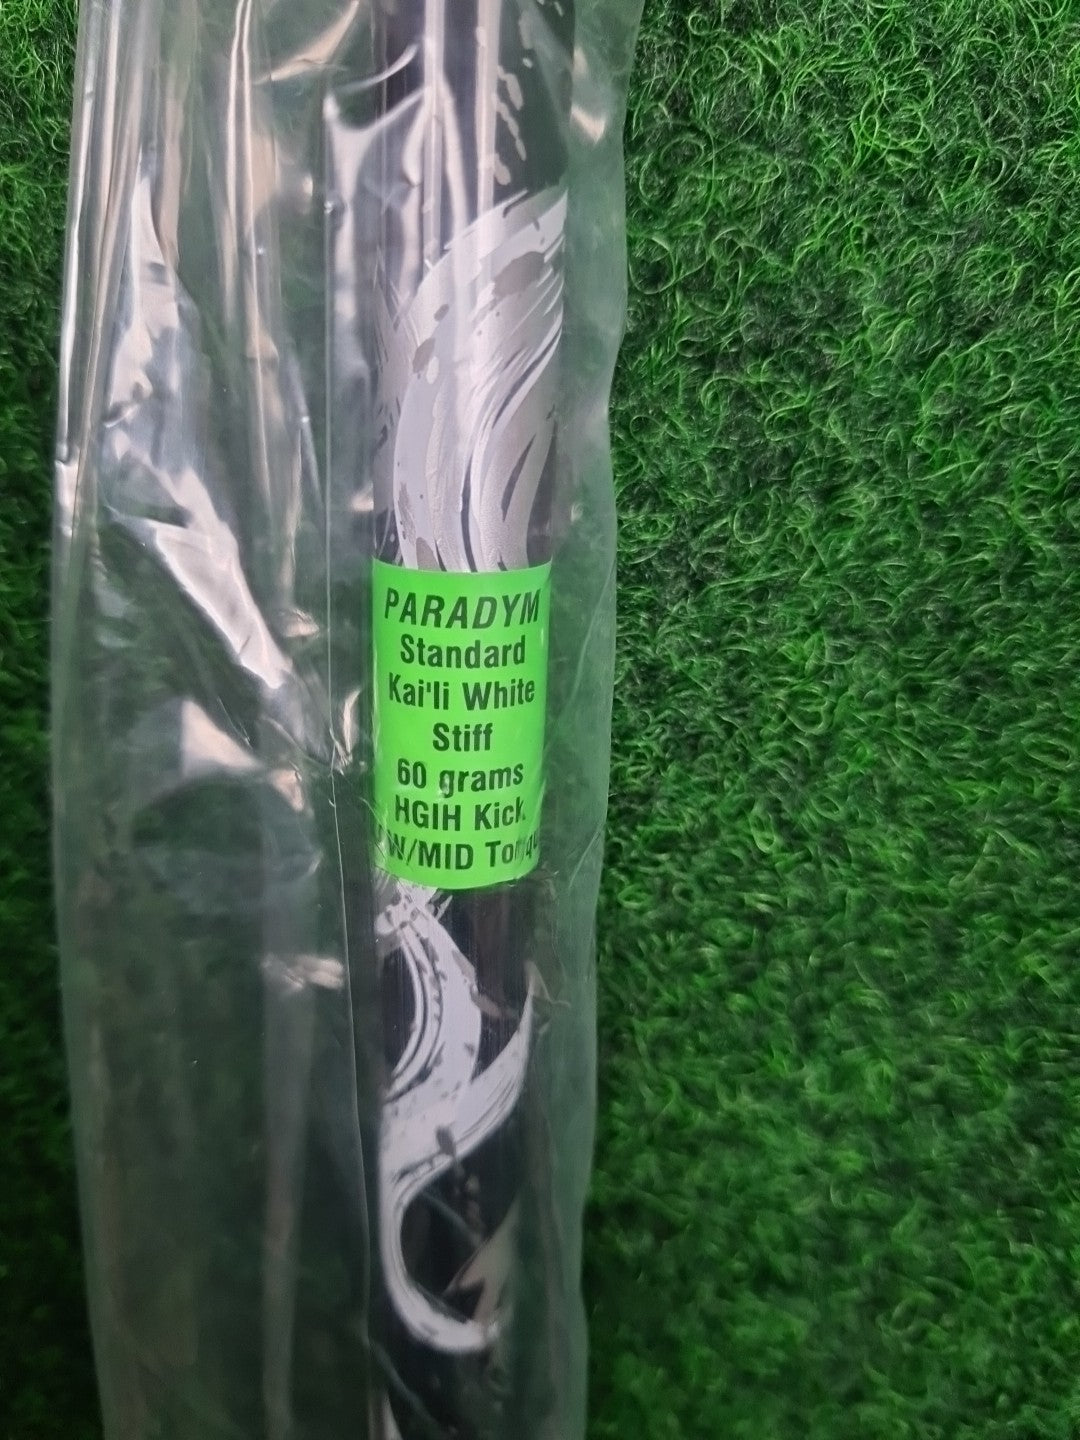 PARADYM
Standard
Kai'li White
Stiff
60 grams
HGIH Kick
W/MID